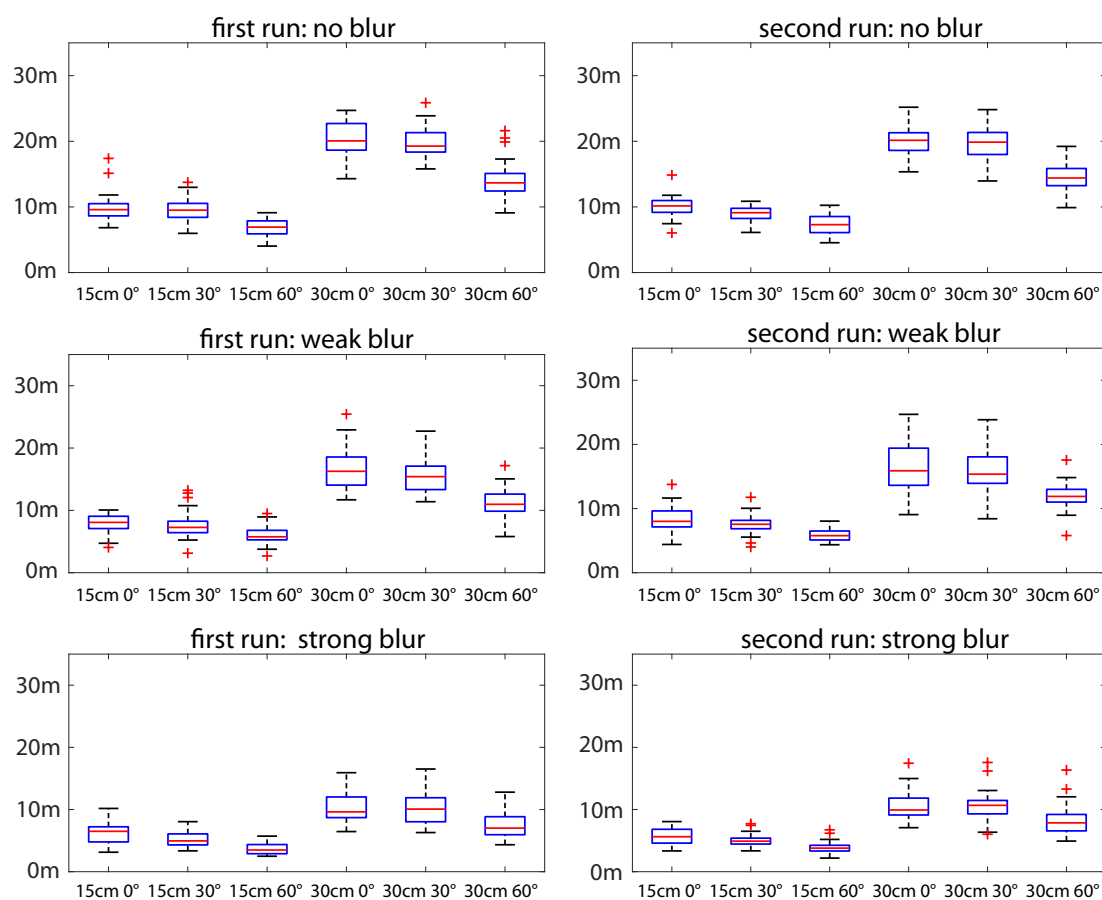 first run: no blur
30m
20m
10m
0m
15cm 0° 15cm 30° 15cm 60° 30cm 0° 30cm 30° 30cm 60°
second run: no blur
30m
20m
10m
0m
15cm 0° 15cm 30° 15cm 60° 30cm 0° 30cm 30° 30cm 60°
first run: weak blur
30m
20m
10m
0m
15cm 0° 15cm 30° 15cm 60° 30cm 0° 30cm 30° 30cm 60°
second run: weak blur
30m
20m
10m
0m
15cm 0° 15cm 30° 15cm 60° 30cm 0° 30cm 30° 30cm 60°
first run: strong blur
30m
20m
10m
0m
15cm 0° 15cm 30° 15cm 60° 30cm 0° 30cm 30° 30cm 60°
second run: strong blur
30m
20m
10m
0m
15cm 0° 15cm 30° 15cm 60° 30cm 0° 30cm 30° 30cm 60°